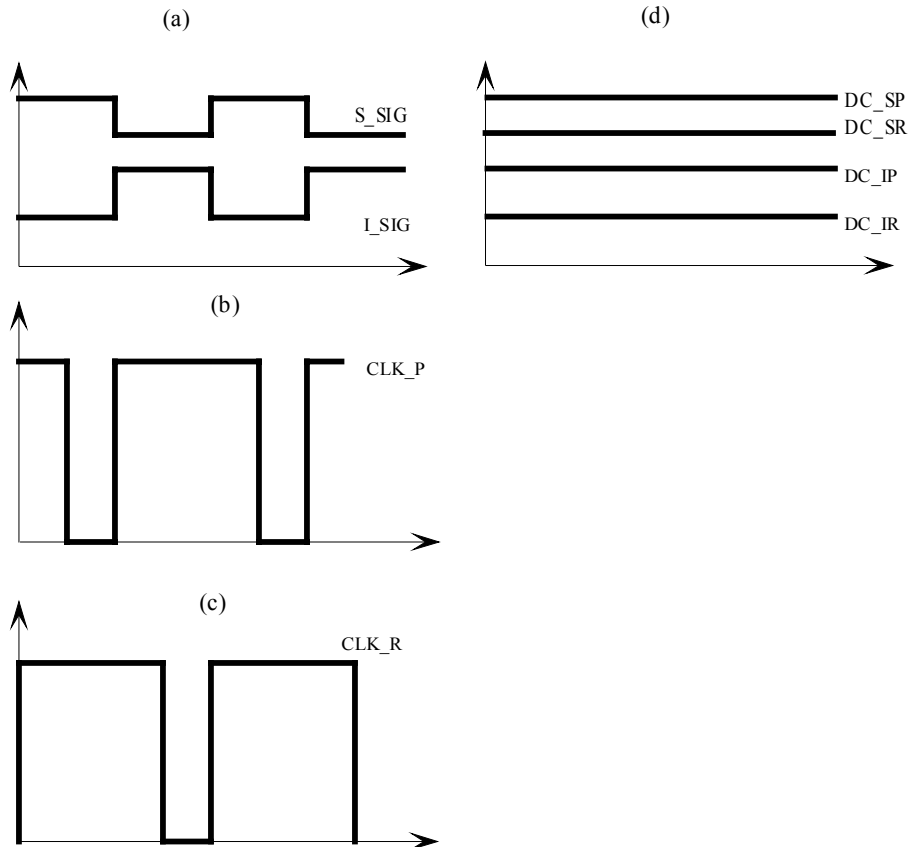 (a)
S_SIG
I_SIG
(b)
CLK_P
(c)
CLK_R
(d)
DC_SP
DC_SR
DC_IP
DC_IR